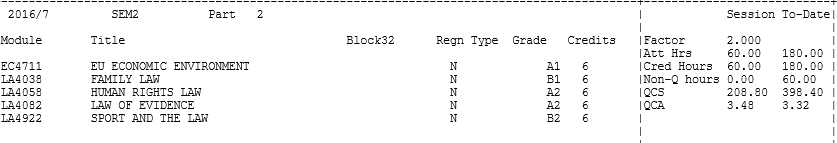 2016/7 SEM2 Part 2 | Session To-Date|
Module Title Block32 Regn Type Grade Credits |Factor 2.000
|Att Hrs 60.00 180.00 |
EC4711 EU ECONOMIC ENVIRONMENT N A1 6 |Cred Hours 60.00 180.00 |
LA4038 FAMILY LAW N B1 6 |Non-Q hours 0.00 60.00 |
LA4058 HUMAN RIGHTS LAW N A2 6 |QCS 208.80 398.40 |
LA4082 LAW OF EVIDENCE N A2 6 |QCA 3.48 3.32 |
LA4922 SPORT AND THE LAW N B2 6 | |